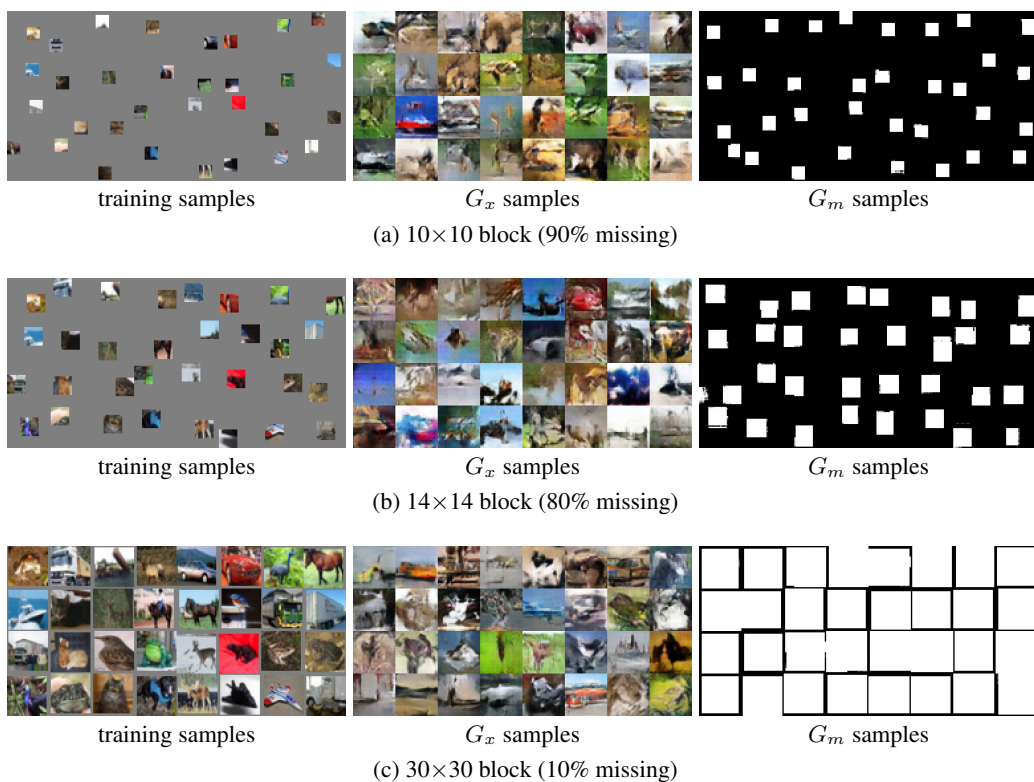 training samples G_x samples G_m samples
(a) 10×10 block (90% missing)
training samples G_x samples G_m samples
(b) 14×14 block (80% missing)
training samples G_x samples G_m samples
(c) 30×30 block (10% missing)